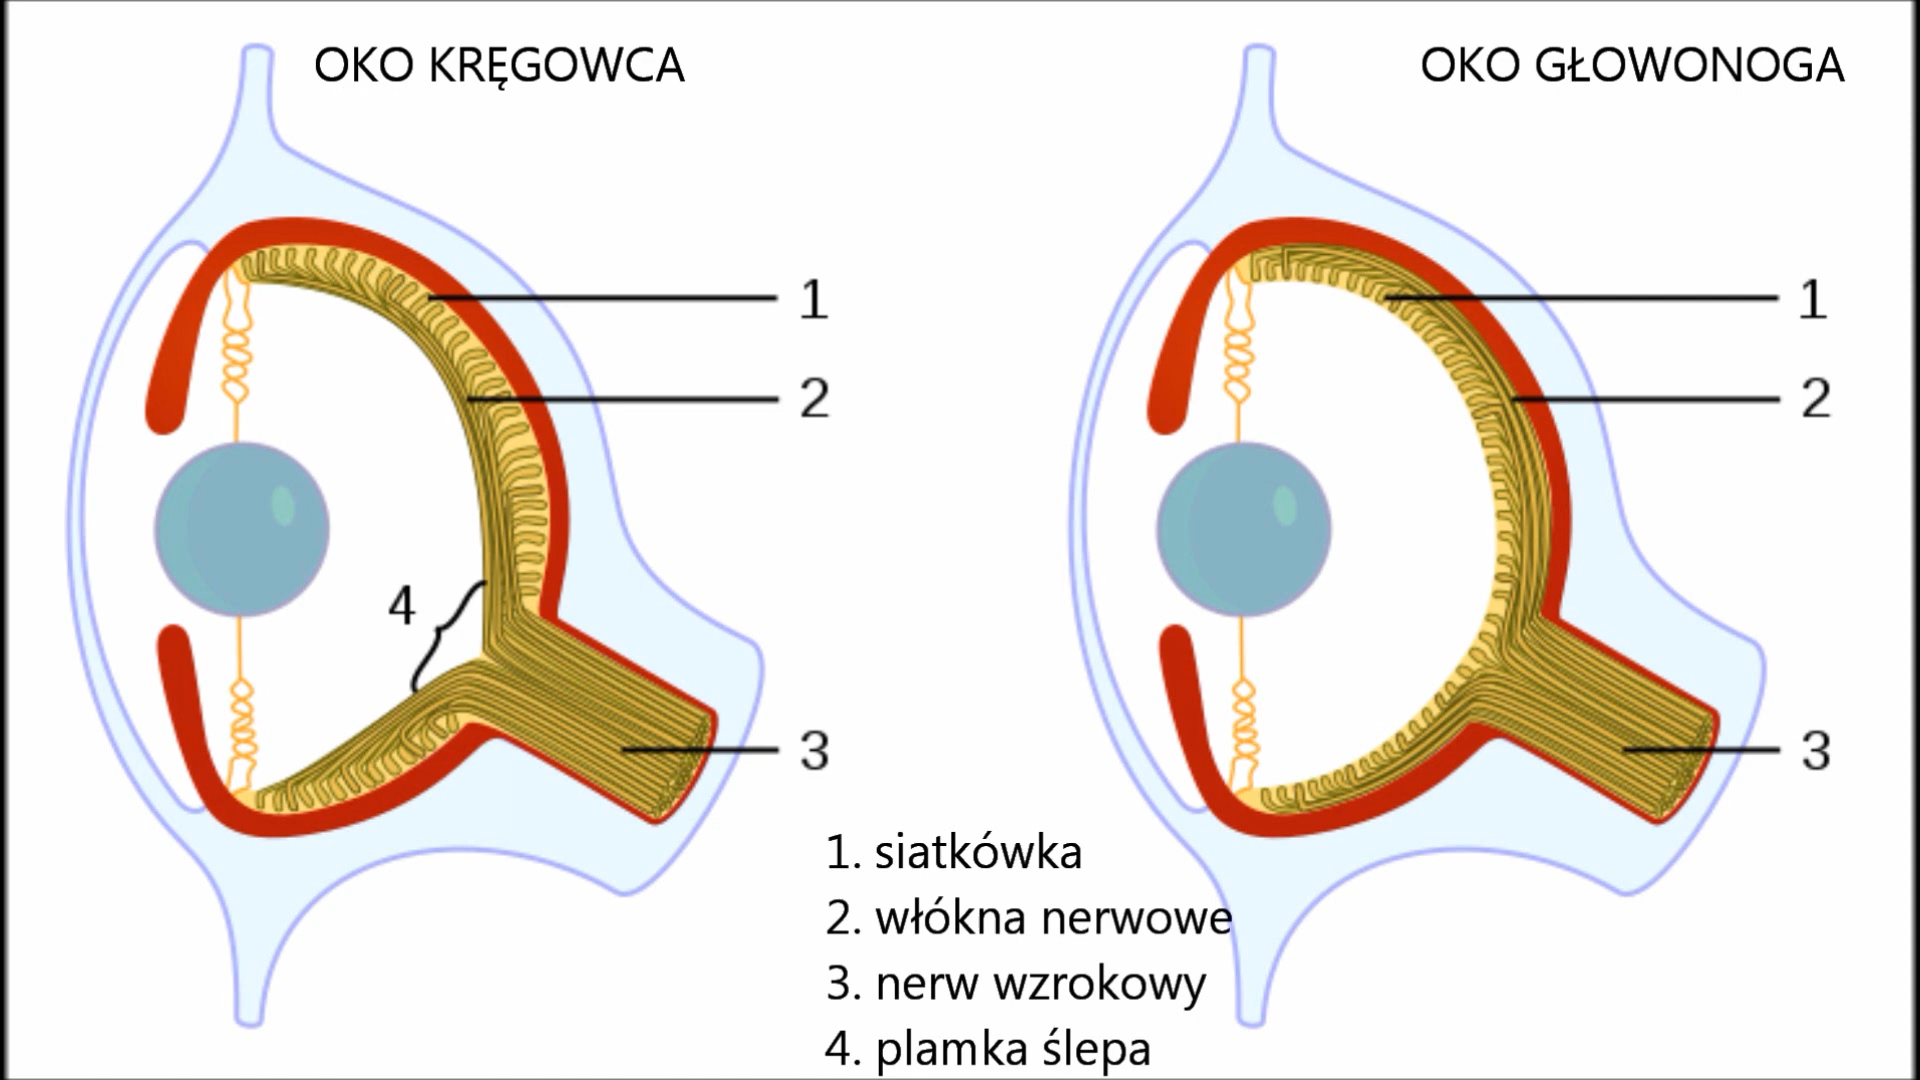 OKO KRĘGOWCA
1
2
4
3
OKO GŁOWONOGA
1
2
3
1. siatkówka
2. włókna nerwowe
3. nerw wzrokowy
4. plamka ślepa